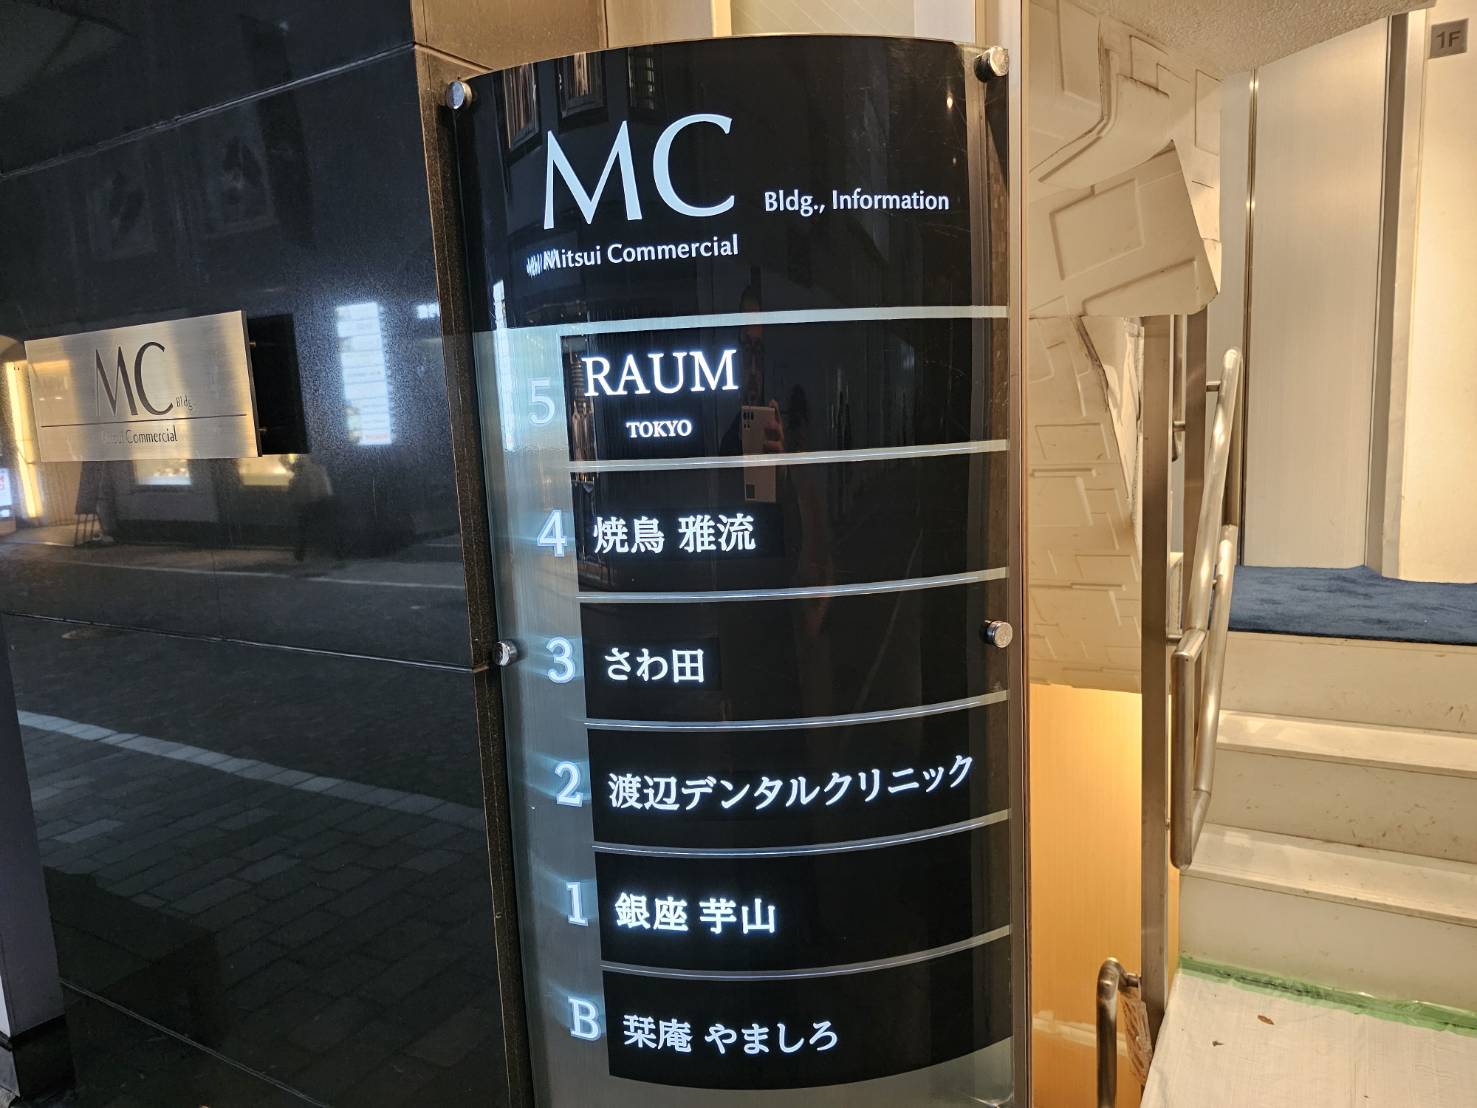 MC
Bldg., Information
Mitsui Commercial
5
RAUM
TOKYO
4 焼鳥 雅流
3 さわ田
2 渡辺デンタルクリニック
1 銀座 芋山
B 栞庵 やましろ
MC Bldg.
Mitsui Commercial
1F